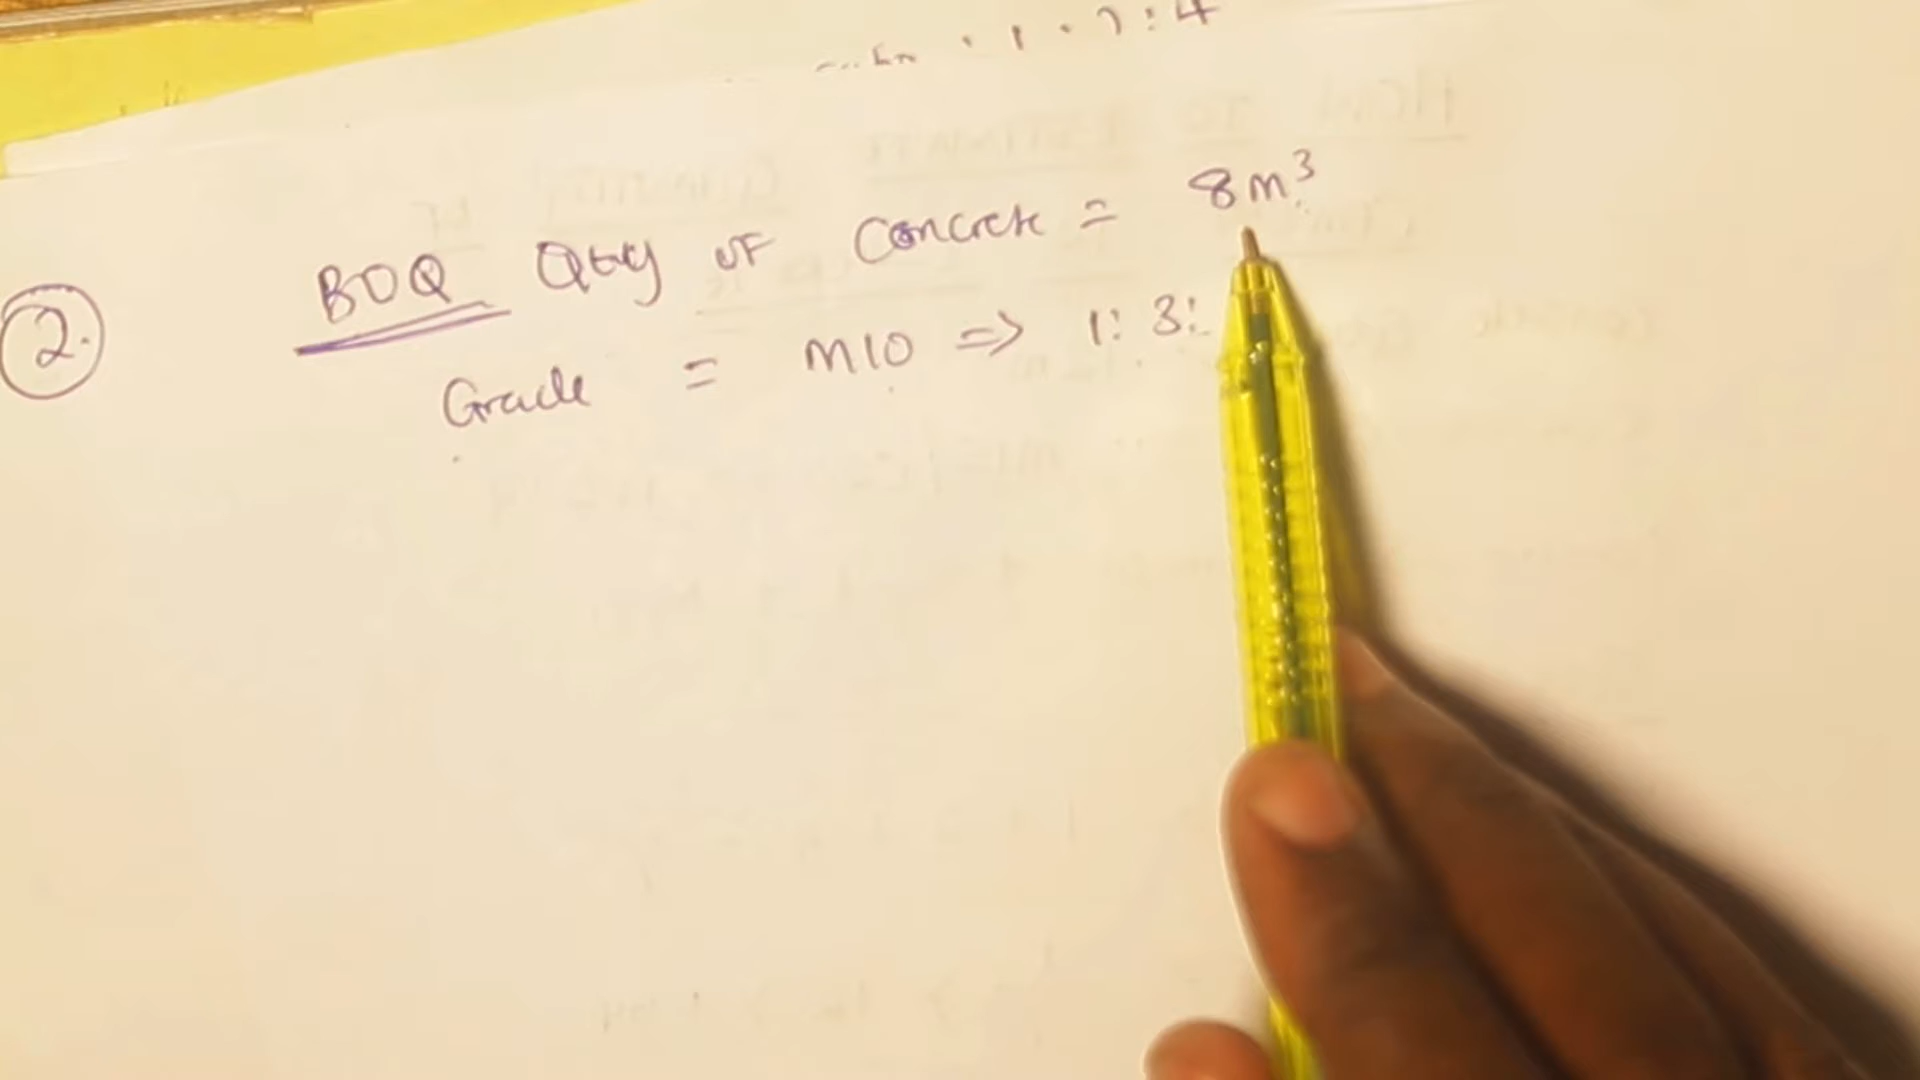 : 1 : 2 : 4
2. BOQ Qty of Concrete = 8m³
Grade = M10 => 1: 3: